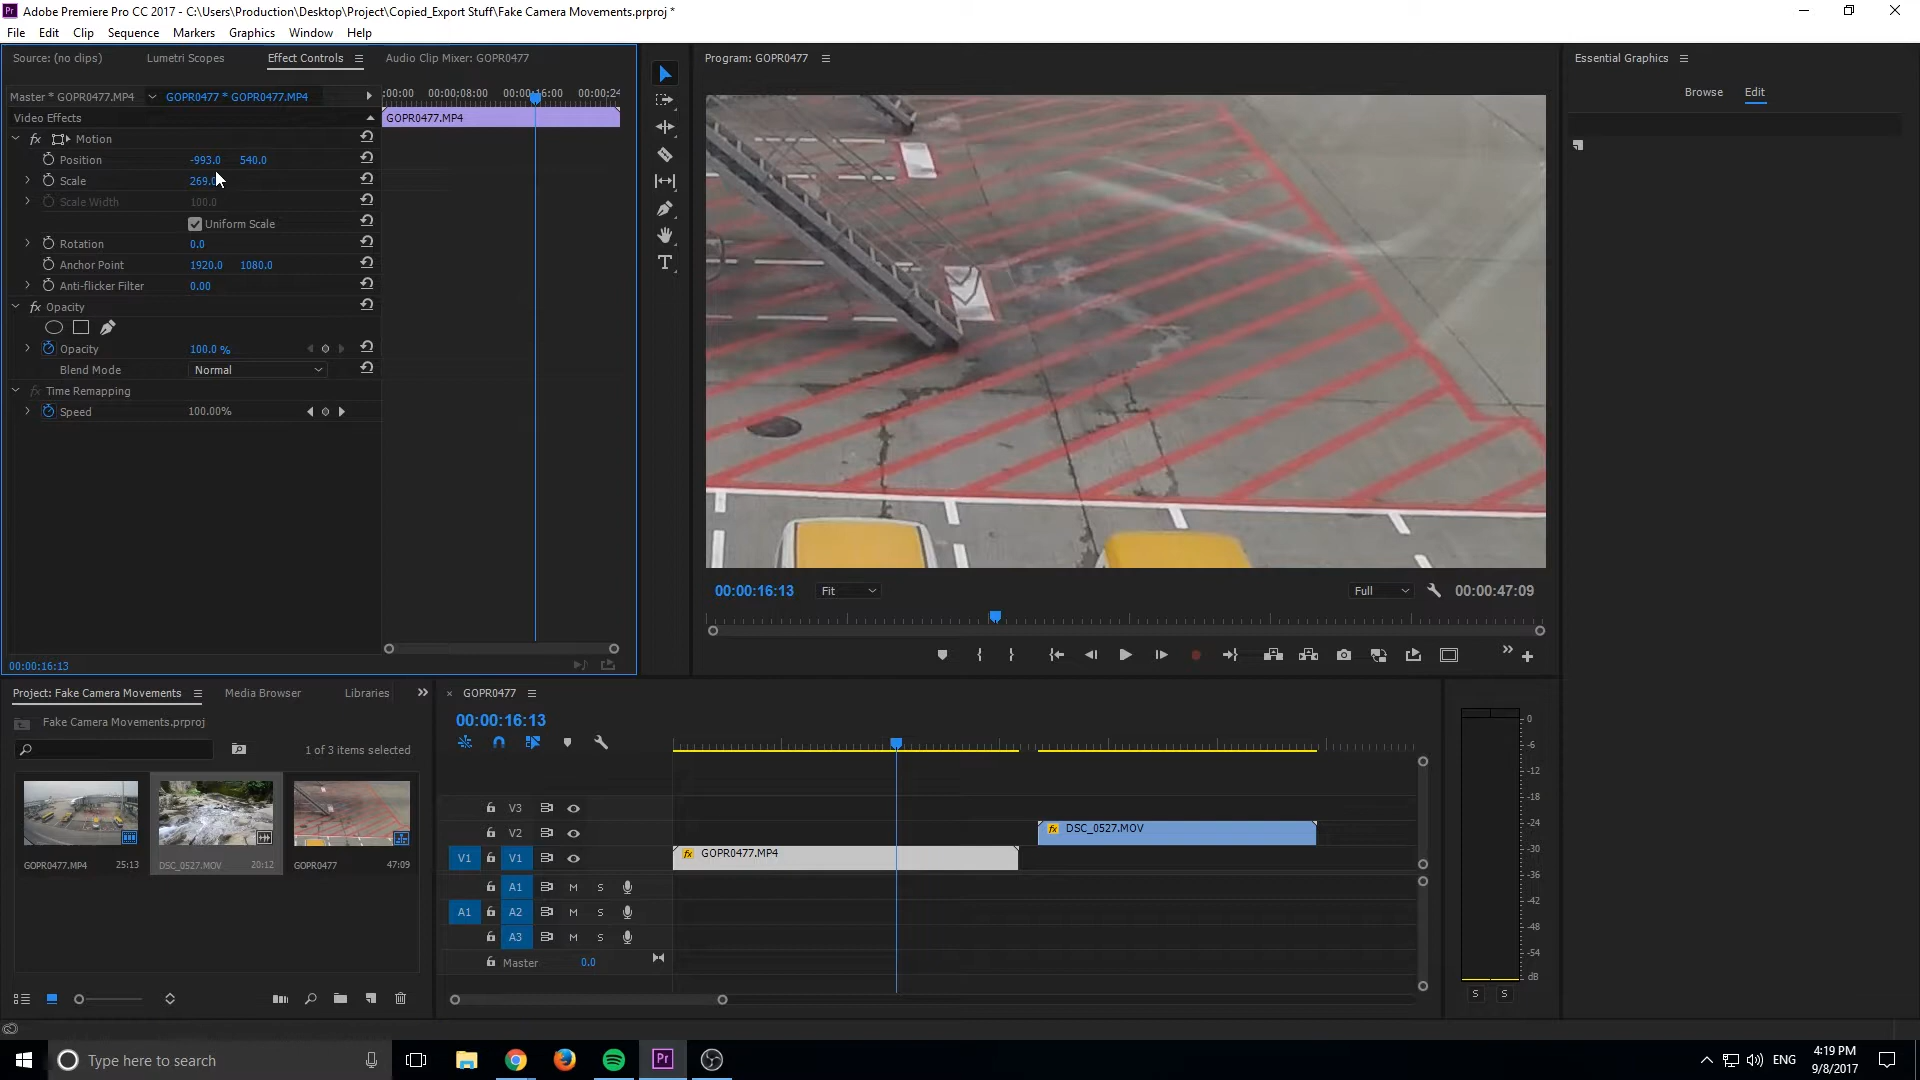 Adobe Premiere Pro CC 2017 - C:\Users\Production\Desktop\Project\Copied_Export Stuff\Fake Camera Movements.prproj *
File Edit Clip Sequence Markers Graphics Window Help
Source: (no clips) Lumetri Scopes Effect Controls Audio Clip Mixer: GOPR0477
Program: GOPR0477
Essential Graphics
Browse Edit
Master * GOPR0477.MP4 GOPR0477 * GOPR0477.MP4
:00:00 00:00:08:00 00:00:16:00 00:00:24
Video Effects
GOPR0477.MP4
fx Motion
Position -993.0 540.0
Scale 269.0
Scale Width 100.0
Uniform Scale
Rotation 0.0
Anchor Point 1920.0 1080.0
Anti-flicker Filter 0.00
fx Opacity
Opacity 100.0 %
Blend Mode Normal
fx Time Remapping
Speed 100.00%
00:00:16:13
00:00:16:13 Fit Full 00:00:47:09
Project: Fake Camera Movements Media Browser Libraries
Fake Camera Movements.prproj
1 of 3 items selected
GOPR0477.MP4 25:13
DSC_0527.MOV 20:12
GOPR0477 47:09
GOPR0477
00:00:16:13
V3
V2
fx DSC_0527.MOV
V1 V1
fx GOPR0477.MP4
A1 M S
A1 A2 M S
A3 M S
Master 0.0
0
-6
-12
-18
-24
-30
-36
-42
-48
-54
dB
S S
Type here to search
Pr
ENG
4:19 PM
9/8/2017